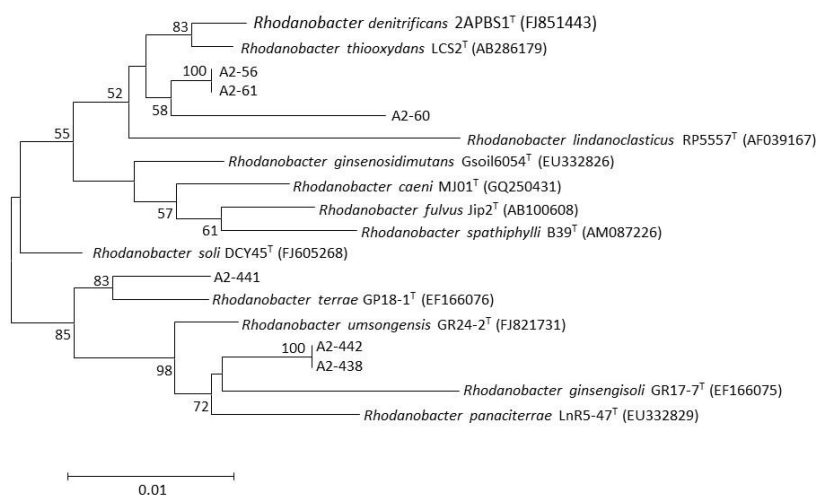 83 Rhodanobacter denitrificans 2APBS1ᵀ (FJ851443)
Rhodanobacter thiooxydans LCS2ᵀ (AB286179)
100 A2-56
52 A2-61
58
A2-60
55 Rhodanobacter lindanoclasticus RP5557ᵀ (AF039167)
Rhodanobacter ginsenosidimutans Gsoil6054ᵀ (EU332826)
Rhodanobacter caeni MJ01ᵀ (GQ250431)
57 Rhodanobacter fulvus Jip2ᵀ (AB100608)
61 Rhodanobacter spathiphylli B39ᵀ (AM087226)
Rhodanobacter soli DCY45ᵀ (FJ605268)
83 A2-441
Rhodanobacter terrae GP18-1ᵀ (EF166076)
85 Rhodanobacter umsongensis GR24-2ᵀ (FJ821731)
100 A2-442
98 A2-438
Rhodanobacter ginsengisoli GR17-7ᵀ (EF166075)
72 Rhodanobacter panaciterrae LnR5-47ᵀ (EU332829)
0.01